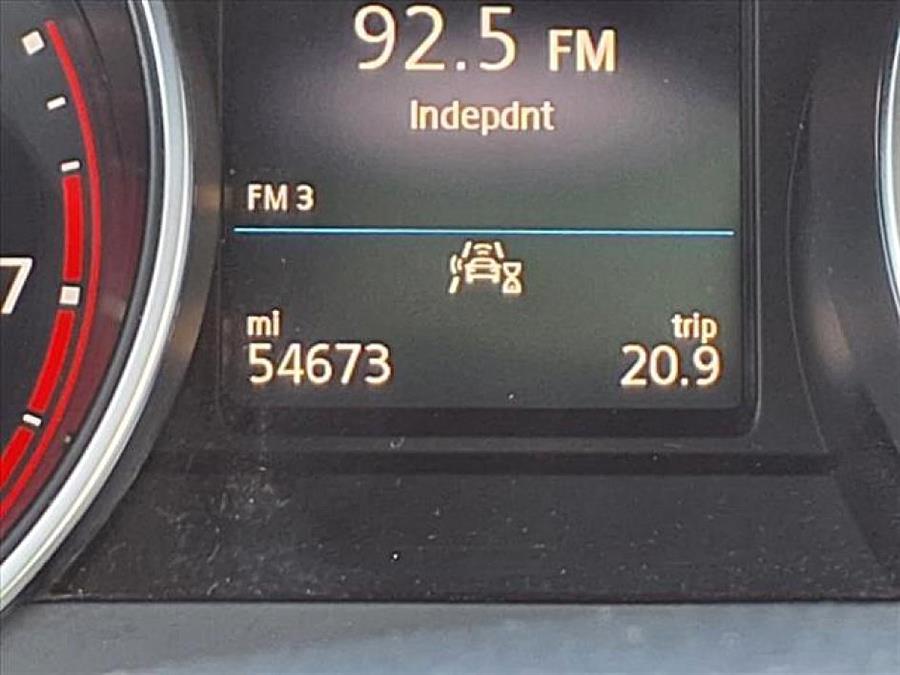 92.5 FM
Indepdnt
FM 3
7
mi trip
54673 20.9